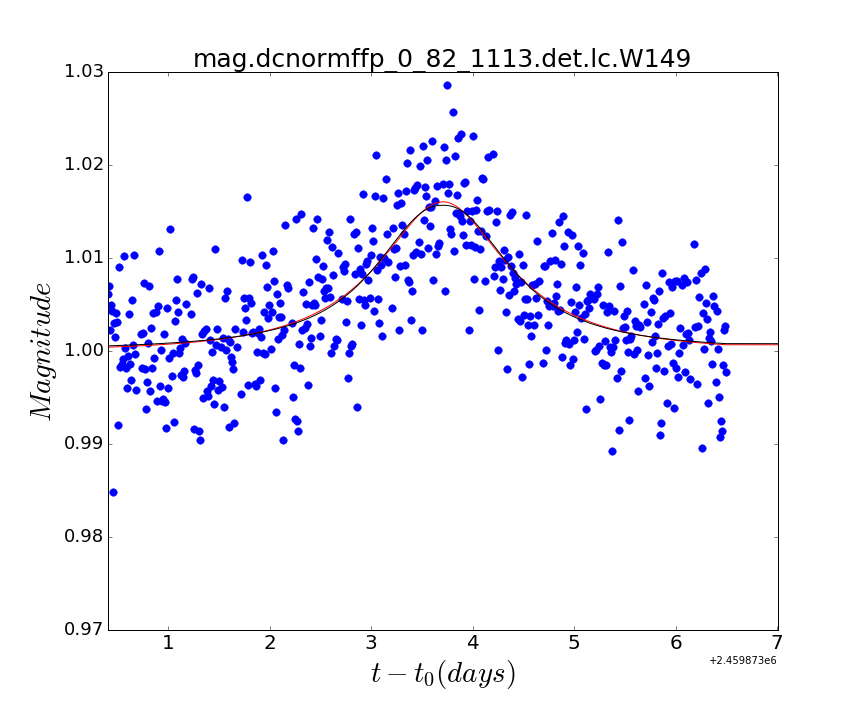 mag.dcnormffp_0_82_1113.det.lc.W149
1.03
1.02
1.01
1.00
0.99
0.98
0.97
Magnitude
1 2 3 4 5 6 7
+2.459873e6
t − t₀(days)